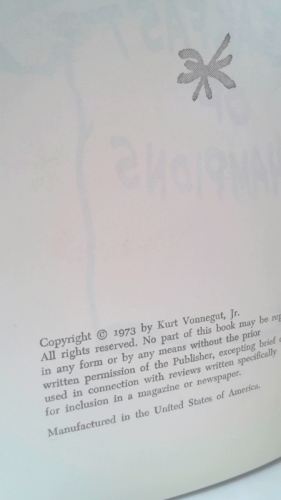 Copyright © 1973 by Kurt Vonnegut, Jr.
All rights reserved. No part of this book may be rep
in any form or by any means without the prior
written permission of the Publisher, excepting brief
used in connection with reviews written specifically
for inclusion in a magazine or newspaper.
Manufactured in the United States of America.